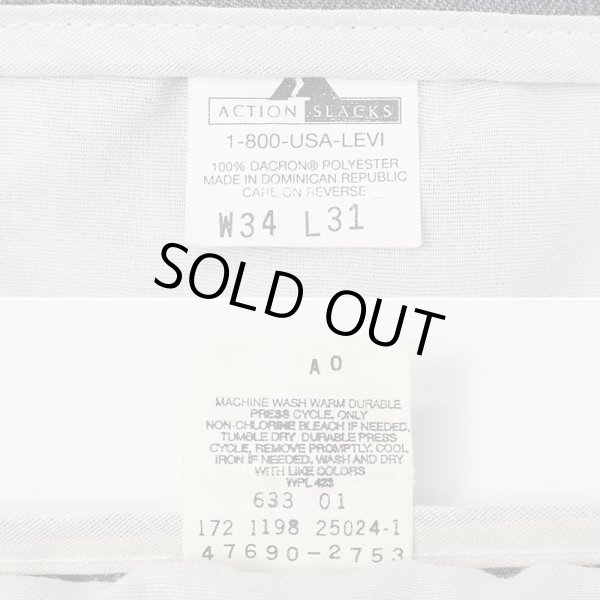 ACTION SLACKS
1-800-USA-LEVI
100% DACRON® POLYESTER
MADE IN DOMINICAN REPUBLIC
CARE ON REVERSE
W34 L31
SOLD OUT
A0
MACHINE WASH WARM DURABLE
PRESS CYCLE. ONLY
NON-CHLORINE BLEACH IF NEEDED.
TUMBLE DRY DURABLE PRESS
CYCLE, REMOVE PROMPTLY. COOL
IRON IF NEEDED. WASH AND DRY
WITH LIKE COLORS
WPL 423
633 01
172 1198 25024-1
47690-2753